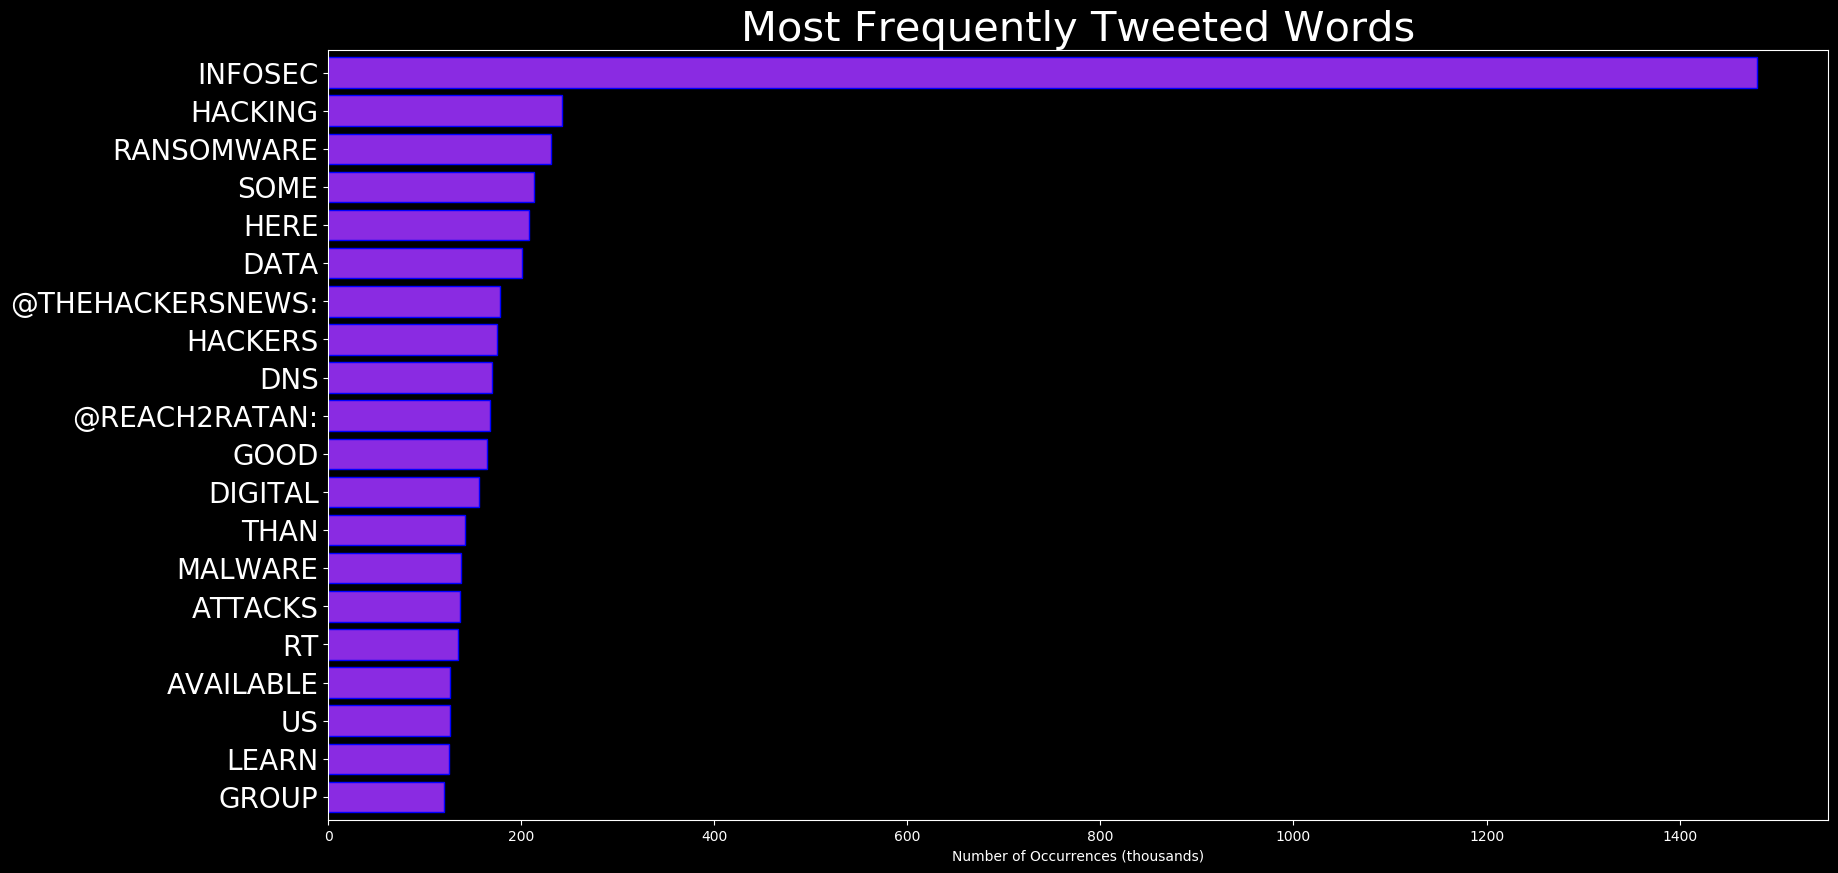 Most Frequently Tweeted Words
INFOSEC
HACKING
RANSOMWARE
SOME
HERE
DATA
@THEHACKERSNEWS:
HACKERS
DNS
@REACH2RATAN:
GOOD
DIGITAL
THAN
MALWARE
ATTACKS
RT
AVAILABLE
US
LEARN
GROUP
0 200 400 600 800 1000 1200 1400
Number of Occurrences (thousands)